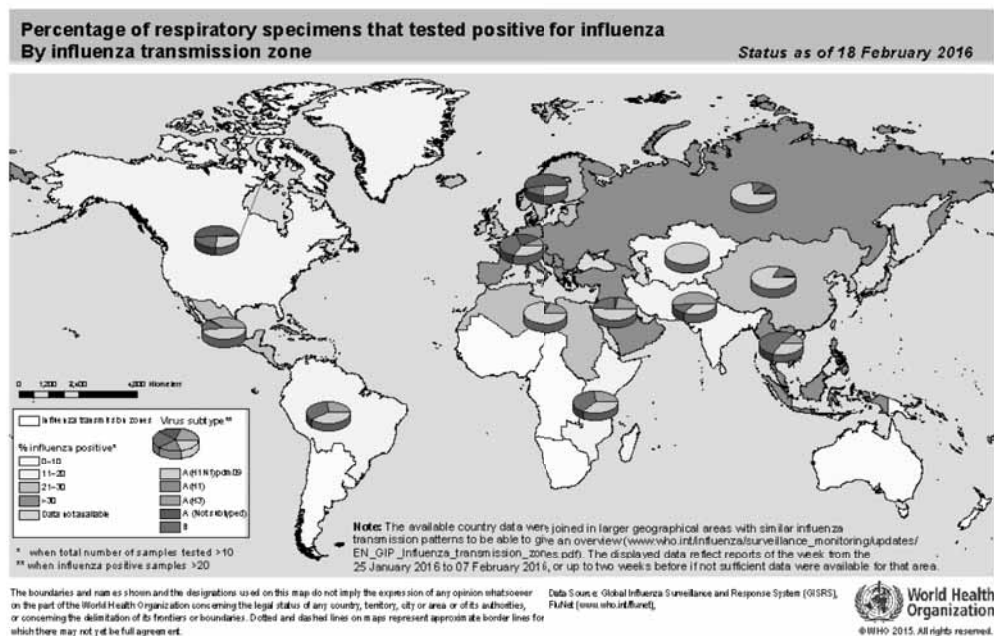 Percentage of respiratory specimens that tested positive for influenza
By influenza transmission zone
Status as of 18 February 2016
0 1,200 2,400 4,800 Kilometers
Influenza transmission zones
Virus subtype**
% influenza positive*
0–10
11–20
21–30
>30
Data not available
A(H1N1)pdm09
A(H1)
A(H3)
A (Not subtyped)
B
* when total number of samples tested >10
** when influenza positive samples >20
Note: The available country data were joined in larger geographical areas with similar influenza
transmission patterns to be able to give an overview (www.who.int/influenza/surveillance_monitoring/updates/
EN_GIP_Influenza_transmission_zones.pdf). The displayed data reflect reports of the week from the
25 January 2016 to 07 February 2016, or up to two weeks before if not sufficient data were available for that area.
The boundaries and names shown and the designations used on this map do not imply the expression of any opinion whatsoever
on the part of the World Health Organization concerning the legal status of any country, territory, city or area or of its authorities,
or concerning the delimitation of its frontiers or boundaries. Dotted and dashed lines on maps represent approximate border lines for
which there may not yet be full agreement.
Data Source: Global Influenza Surveillance and Response System (GISRS),
FluNet (www.who.int/flunet),
World Health
Organization
© WHO 2015. All rights reserved.